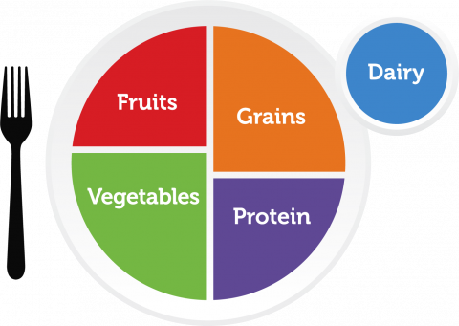 Fruits
Grains
Dairy
Vegetables
Protein